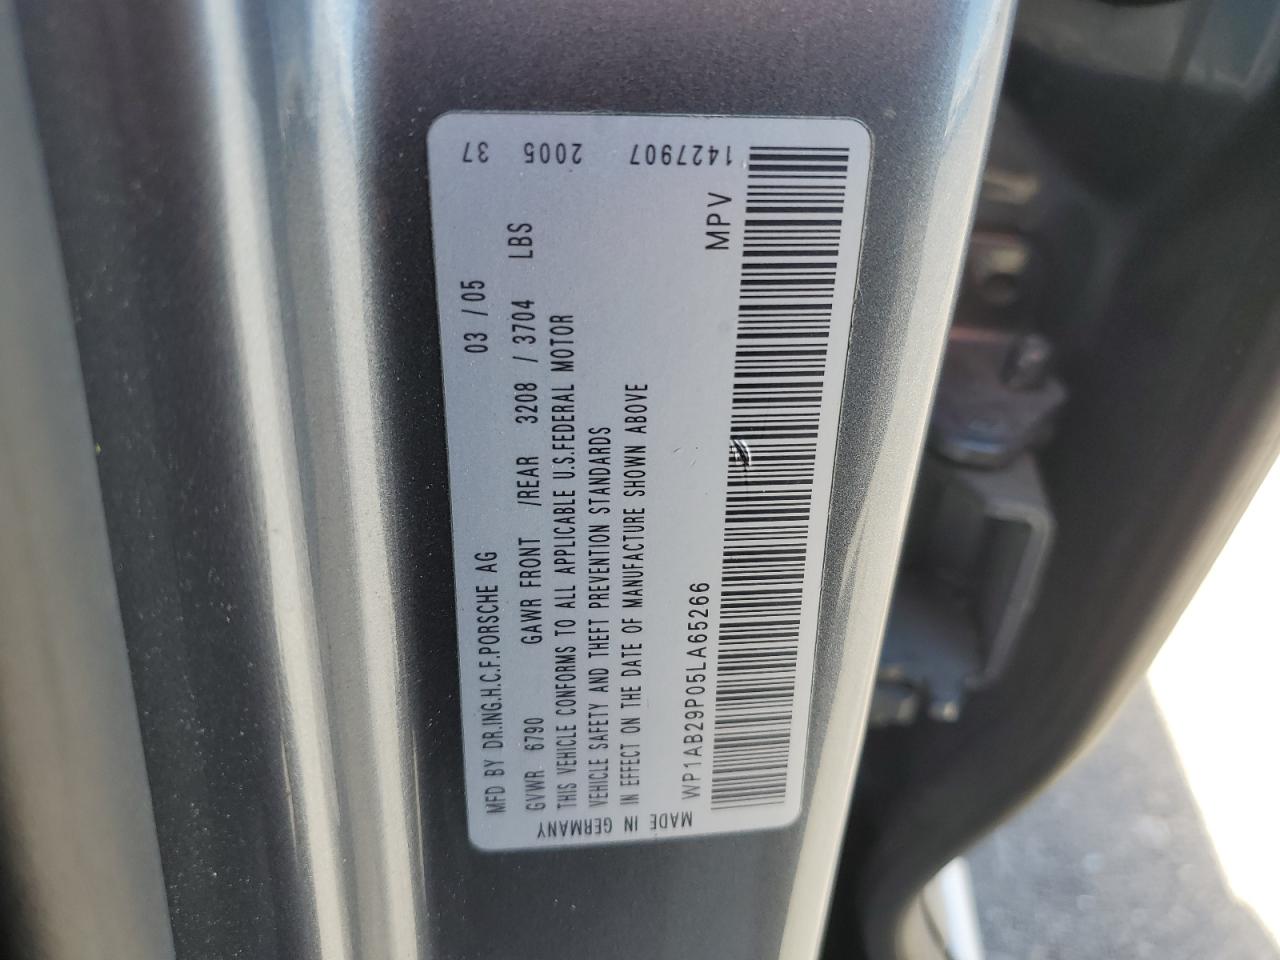 MFD BY DR.ING.H.C.F.PORSCHE AG 03 /05
GVWR 6790 GAWR FRONT /REAR 3208 / 3704 LBS
THIS VEHICLE CONFORMS TO ALL APPLICABLE U.S.FEDERAL MOTOR
VEHICLE SAFETY AND THEFT PREVENTION STANDARDS
IN EFFECT ON THE DATE OF MANUFACTURE SHOWN ABOVE
WP1AB29P05LA65266 MPV
MADE IN GERMANY
1427907 2005 37